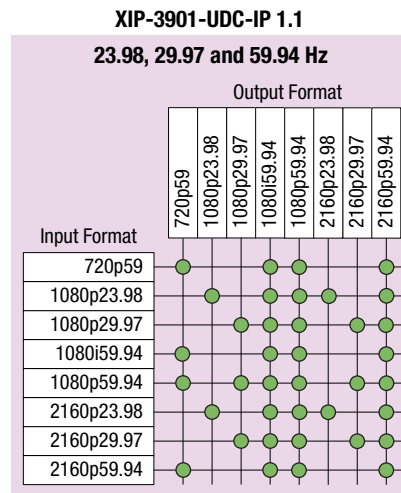 XIP-3901-UDC-IP 1.1
23.98, 29.97 and 59.94 Hz
Output Format
720p59
1080p23.98
1080p29.97
1080i59.94
1080p59.94
2160p23.98
2160p29.97
2160p59.94
Input Format
720p59
1080p23.98
1080p29.97
1080i59.94
1080p59.94
2160p23.98
2160p29.97
2160p59.94